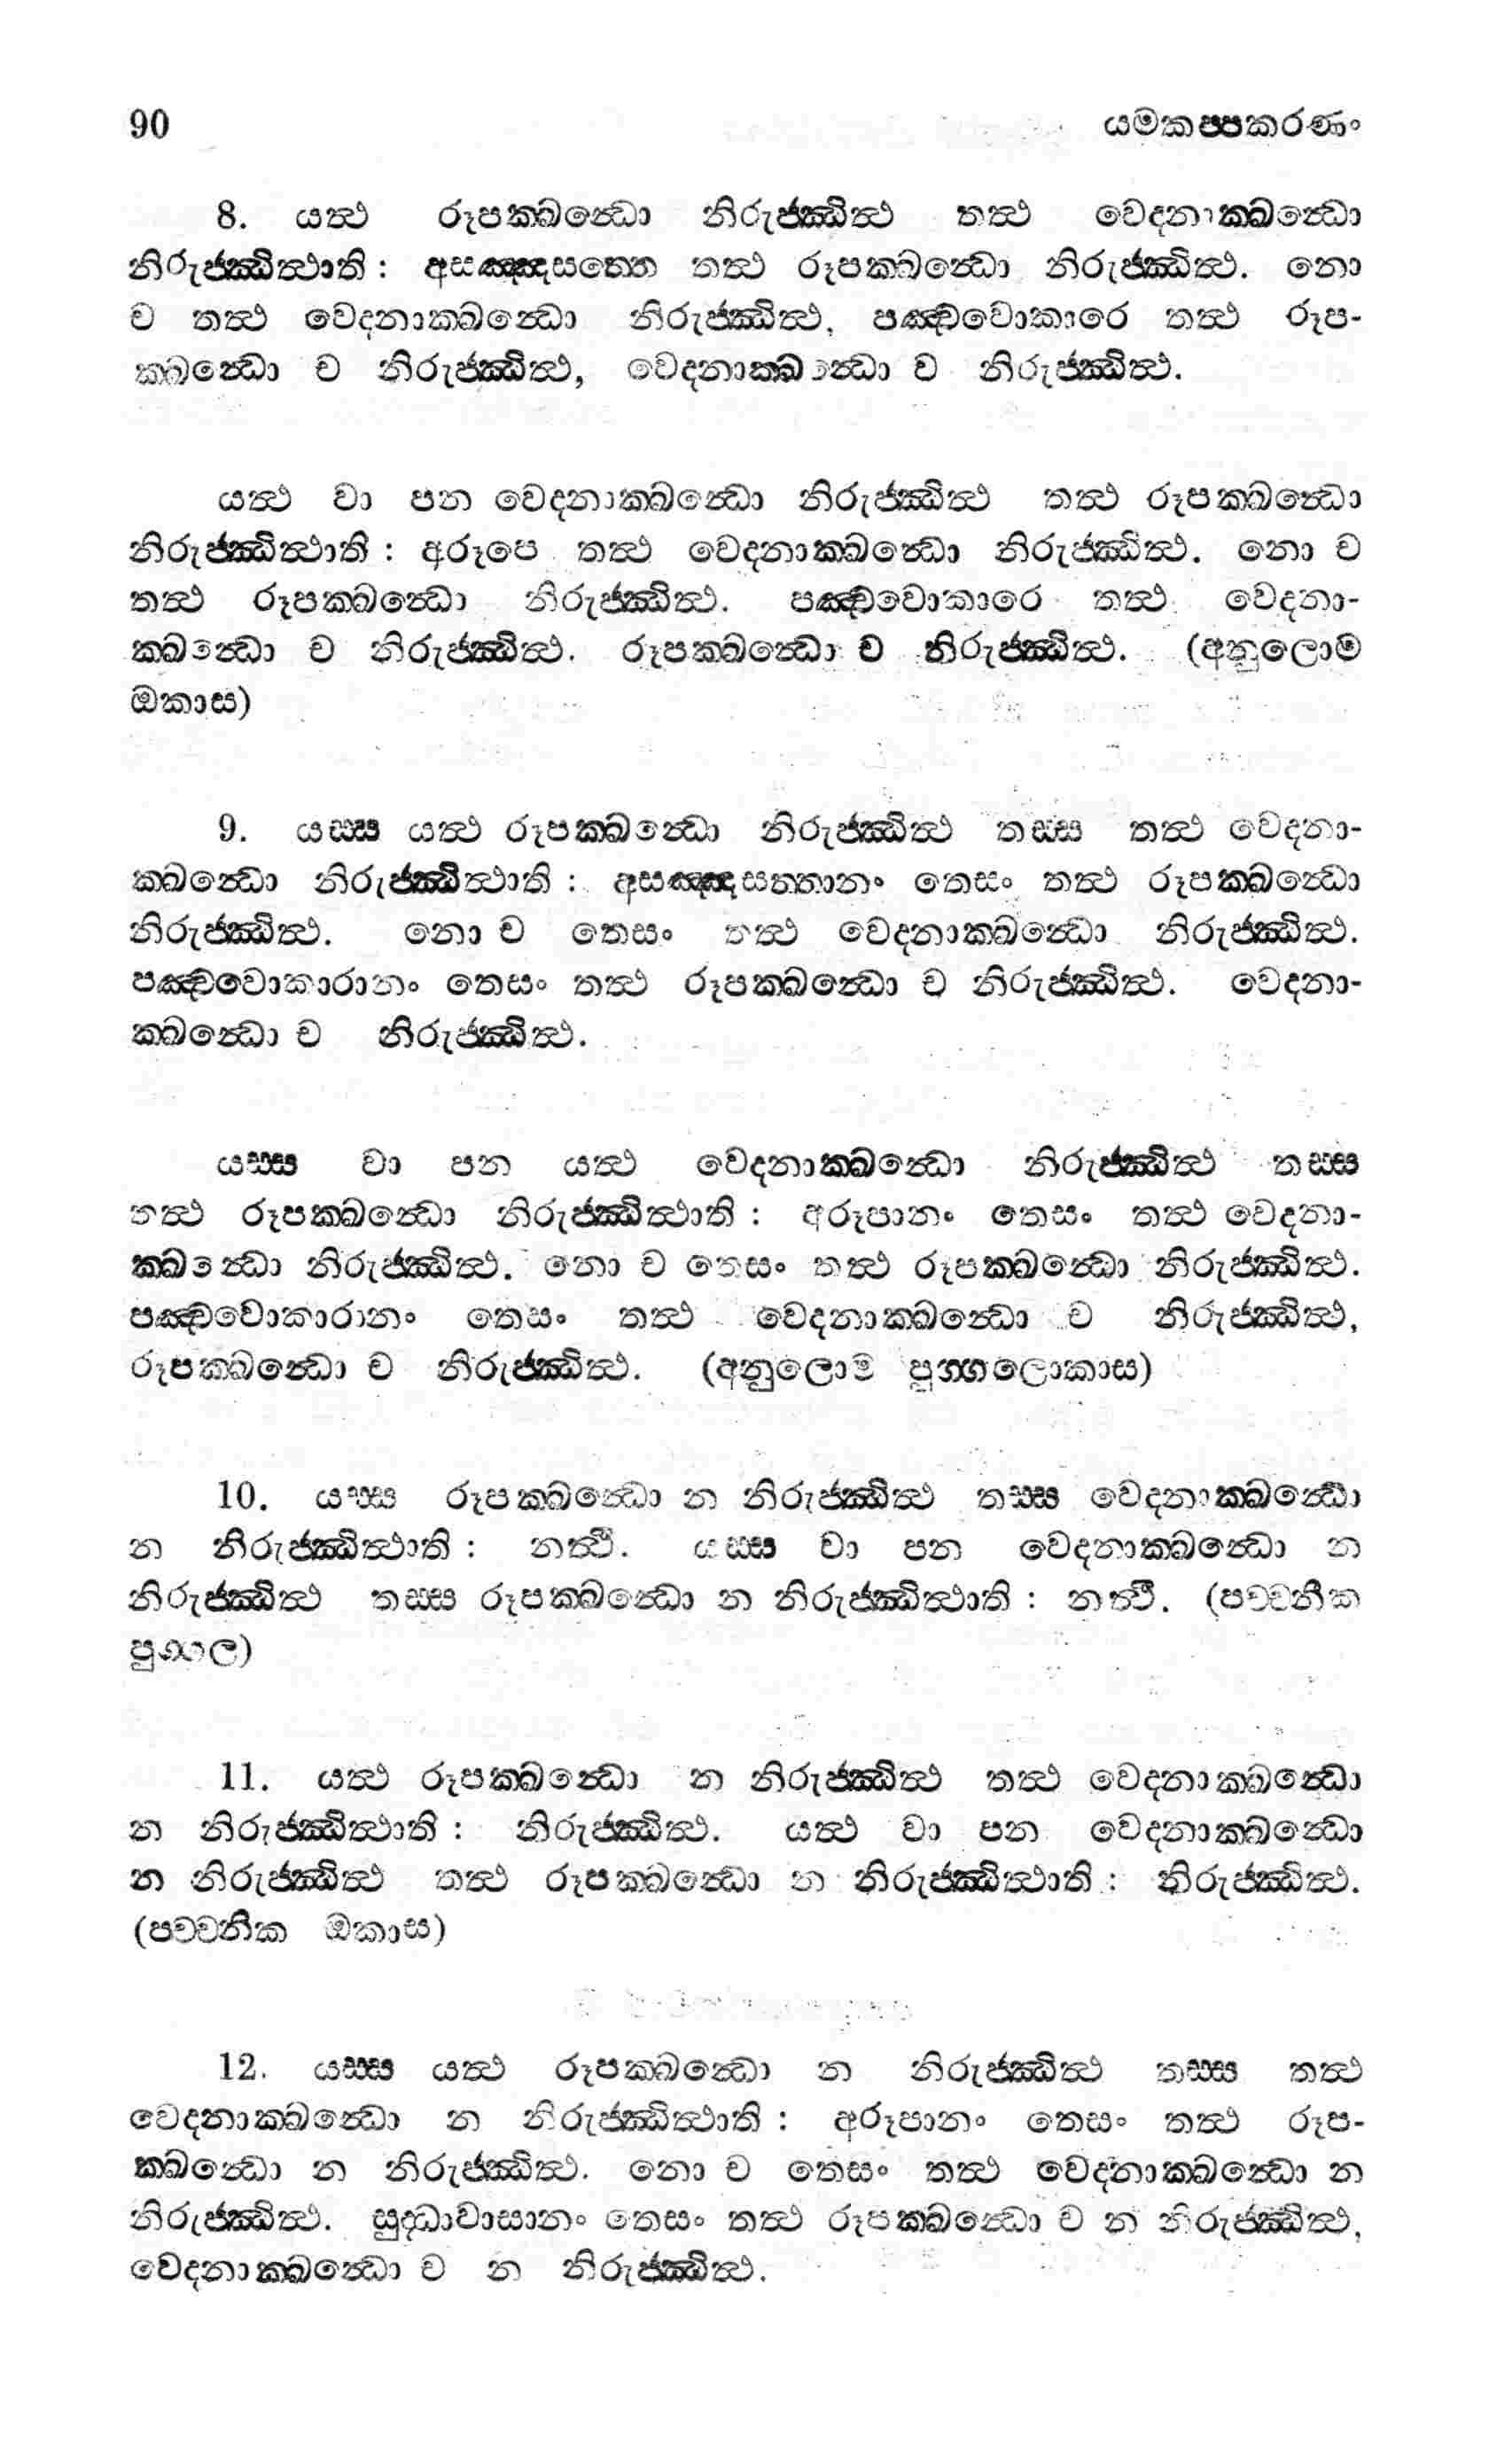 90 යමකප්පකරණං
8. යත්ථ රූපක්ඛන්ධො නිරුජ්ඣිත්ථ තත්ථ වෙදනාක්ඛන්ධො
නිරුජ්ඣිත්ථාති : අසඤ්ඤසත්තෙ තත්ථ රූපක්ඛන්ධො නිරුජ්ඣිත්ථ. නො
ච තත්ථ වෙදනාක්ඛන්ධො නිරුජ්ඣිත්ථ, පඤ්චවොකාරෙ තත්ථ රූප-
ක්ඛන්ධො ච නිරුජ්ඣිත්ථ, වෙදනාක්ඛන්ධො ච නිරුජ්ඣිත්ථ.
යත්ථ වා පන වෙදනාක්ඛන්ධො නිරුජ්ඣිත්ථ තත්ථ රූපක්ඛන්ධො
නිරුජ්ඣිත්ථාති : අරූපෙ තත්ථ වෙදනාක්ඛන්ධො නිරුජ්ඣිත්ථ. නො ච
තත්ථ රූපක්ඛන්ධො නිරුජ්ඣිත්ථ. පඤ්චවොකාරෙ තත්ථ වෙදනා-
ක්ඛන්ධො ච නිරුජ්ඣිත්ථ. රූපක්ඛන්ධො ච නිරුජ්ඣිත්ථ. (අනුලොම
ඔකාස)
9. යස්ස යත්ථ රූපක්ඛන්ධො නිරුජ්ඣිත්ථ තස්ස තත්ථ වෙදනා-
ක්ඛන්ධො නිරුජ්ඣිත්ථාති : අසඤ්ඤසත්තානං තෙසං තත්ථ රූපක්ඛන්ධො
නිරුජ්ඣිත්ථ. නො ච තෙසං තත්ථ වෙදනාක්ඛන්ධො නිරුජ්ඣිත්ථ.
පඤ්චවොකාරානං තෙසං තත්ථ රූපක්ඛන්ධො ච නිරුජ්ඣිත්ථ. වෙදනා-
ක්ඛන්ධො ච නිරුජ්ඣිත්ථ.
යස්ස වා පන යත්ථ වෙදනාක්ඛන්ධො නිරුජ්ඣිත්ථ තස්ස
තත්ථ රූපක්ඛන්ධො නිරුජ්ඣිත්ථාති : අරූපානං තෙසං තත්ථ වෙදනා-
ක්ඛන්ධො නිරුජ්ඣිත්ථ. නො ච තෙසං තත්ථ රූපක්ඛන්ධො නිරුජ්ඣිත්ථ.
පඤ්චවොකාරානං තෙසං තත්ථ වෙදනාක්ඛන්ධො ච නිරුජ්ඣිත්ථ,
රූපක්ඛන්ධො ච නිරුජ්ඣිත්ථ. (අනුලොම පුග්ගලොකාස)
10. යස්ස රූපක්ඛන්ධො න නිරුජ්ඣිත්ථ තස්ස වෙදනාක්ඛන්ධො
න නිරුජ්ඣිත්ථාති : නත්ථි. යස්ස වා පන වෙදනාක්ඛන්ධො න
නිරුජ්ඣිත්ථ තස්ස රූපක්ඛන්ධො න නිරුජ්ඣිත්ථාති : නත්ථි. (පච්චනීක
පුග්ගල)
11. යත්ථ රූපක්ඛන්ධො න නිරුජ්ඣිත්ථ තත්ථ වෙදනාක්ඛන්ධො
න නිරුජ්ඣිත්ථාති : නිරුජ්ඣිත්ථ. යත්ථ වා පන වෙදනාක්ඛන්ධො
න නිරුජ්ඣිත්ථ තත්ථ රූපක්ඛන්ධො න නිරුජ්ඣිත්ථාති : නිරුජ්ඣිත්ථ.
(පච්චනීක ඔකාස)
12. යස්ස යත්ථ රූපක්ඛන්ධො න නිරුජ්ඣිත්ථ තස්ස තත්ථ
වෙදනාක්ඛන්ධො න නිරුජ්ඣිත්ථාති : අරූපානං තෙසං තත්ථ රූප-
ක්ඛන්ධො න නිරුජ්ඣිත්ථ. නො ච තෙසං තත්ථ වෙදනාක්ඛන්ධො න
නිරුජ්ඣිත්ථ. සුද්ධාවාසානං තෙසං තත්ථ රූපක්ඛන්ධො ච න නිරුජ්ඣිත්ථ,
වෙදනාක්ඛන්ධො ච න නිරුජ්ඣිත්ථ.